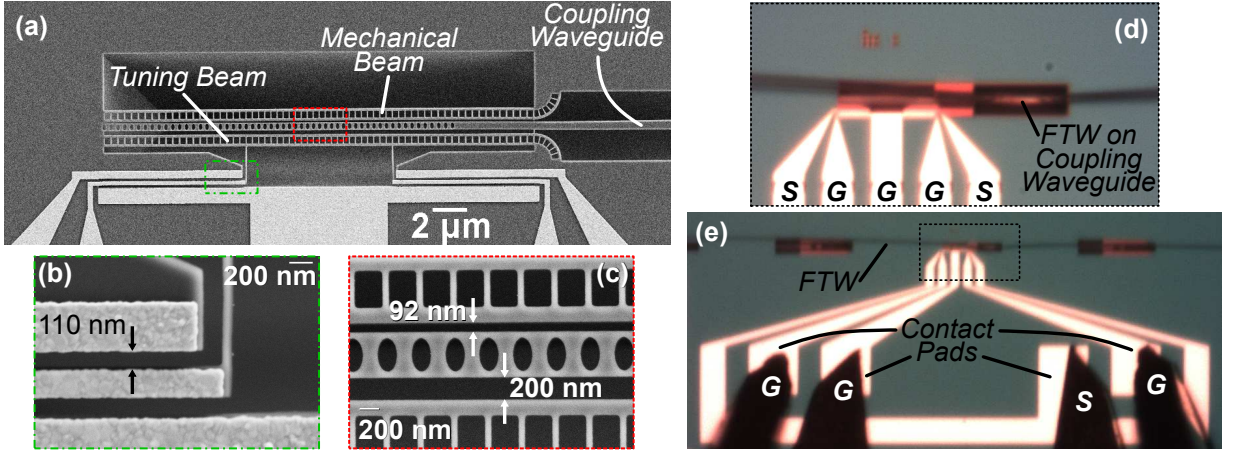 (a)
Coupling
Waveguide
Mechanical
Beam
Tuning Beam
2 µm
(b)
200 nm
110 nm
(c)
92 nm
200 nm
200 nm
(d)
FTW on
Coupling
Waveguide
S G G G S
(e)
FTW
Contact
Pads
G G S G